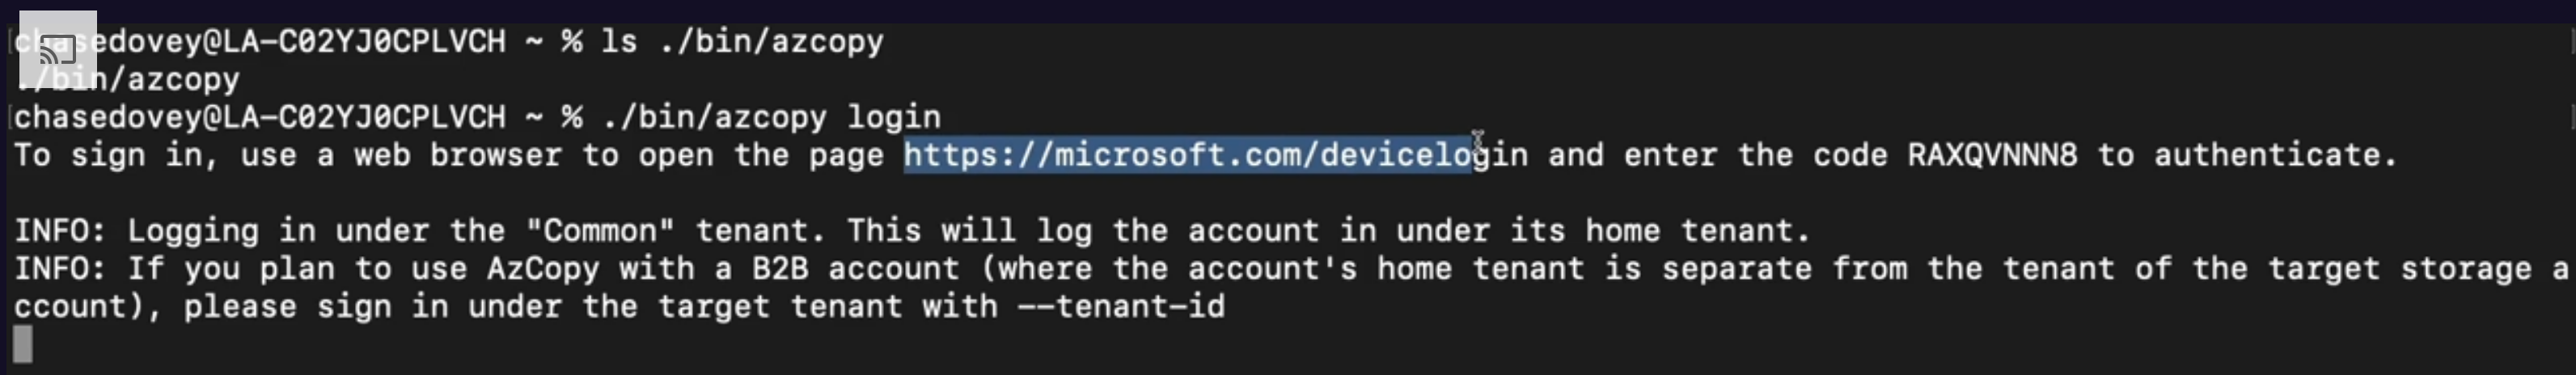 chasedovey@LA-C02YJ0CPLVCH ~ % ls ./bin/azcopy
./bin/azcopy
chasedovey@LA-C02YJ0CPLVCH ~ % ./bin/azcopy login
To sign in, use a web browser to open the page https://microsoft.com/devicelogin and enter the code RAXQVNNN8 to authenticate.
INFO: Logging in under the "Common" tenant. This will log the account in under its home tenant.
INFO: If you plan to use AzCopy with a B2B account (where the account's home tenant is separate from the tenant of the target storage a
ccount), please sign in under the target tenant with --tenant-id